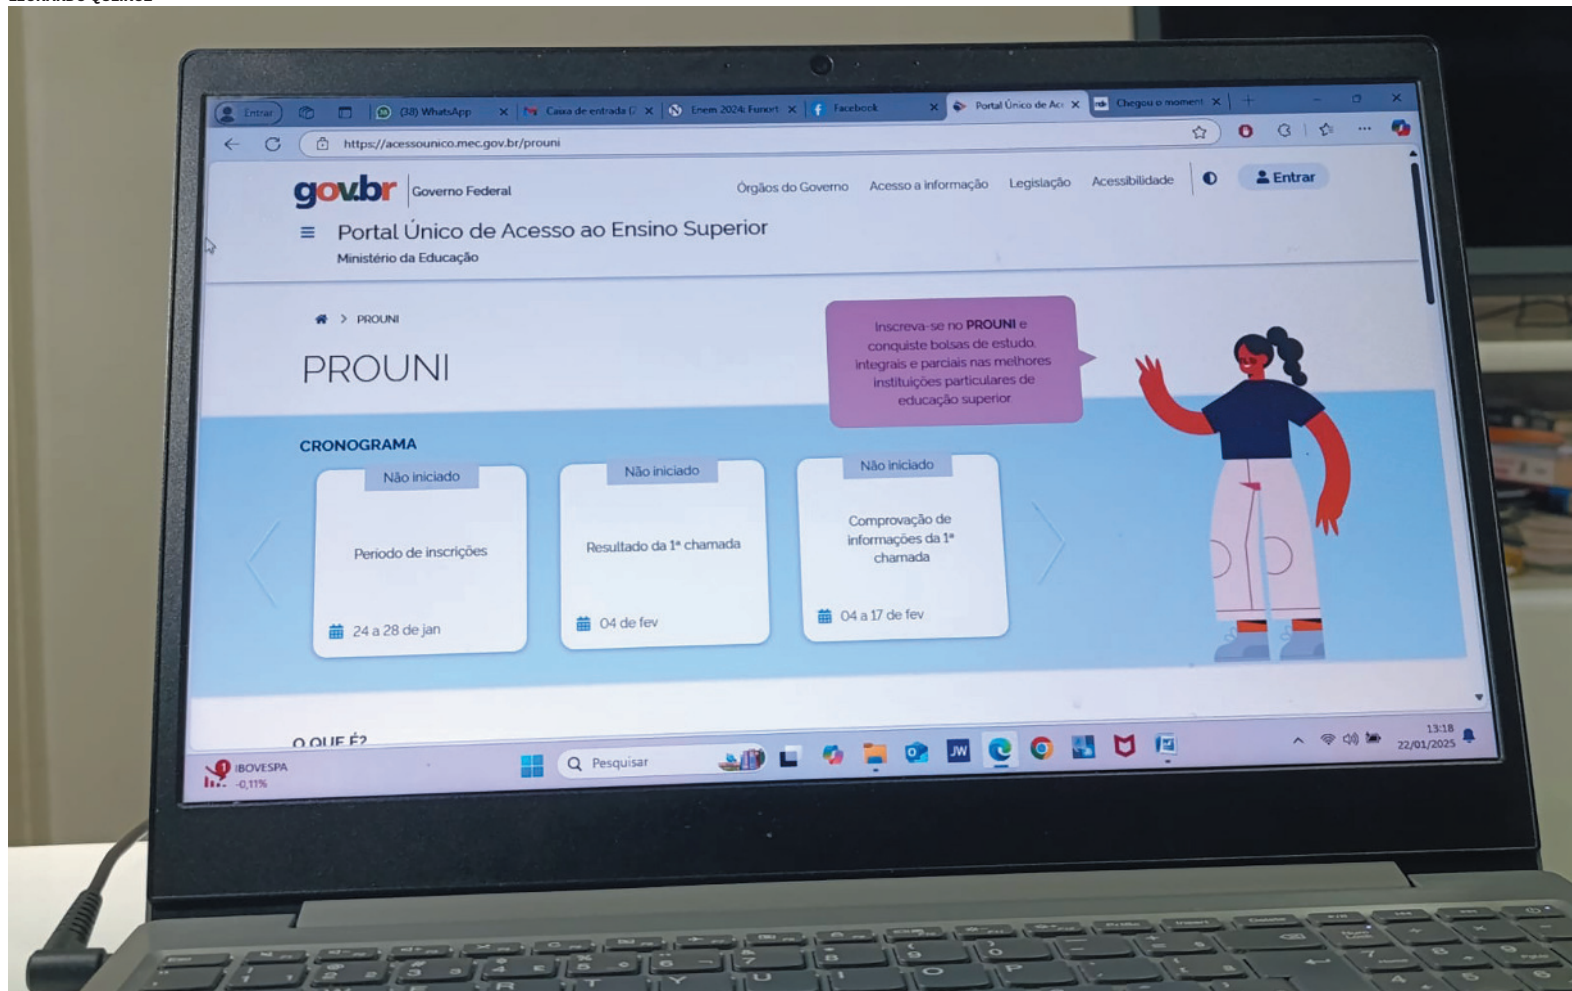 Entrar
(38) WhatsApp
Caixa de entrada (
Enem 2024: Funort
Facebook
Portal Único de Ace
Chegou o moment
https://acessounico.mec.gov.br/prouni
gov.br
Governo Federal
Órgãos do Governo
Acesso a informação
Legislação
Acessibilidade
Entrar
Portal Único de Acesso ao Ensino Superior
Ministério da Educação
> PROUNI
PROUNI
Inscreva-se no PROUNI e
conquiste bolsas de estudo,
integrais e parciais nas melhores
instituições particulares de
educação superior
CRONOGRAMA
Não iniciado
Período de inscrições
24 a 28 de jan
Não iniciado
Resultado da 1ª chamada
04 de fev
Não iniciado
Comprovação de
informações da 1ª
chamada
04 a 17 de fev
O QUE É?
1
IBOVESPA
-0,11%
Pesquisar
JW
13:18
22/01/2025